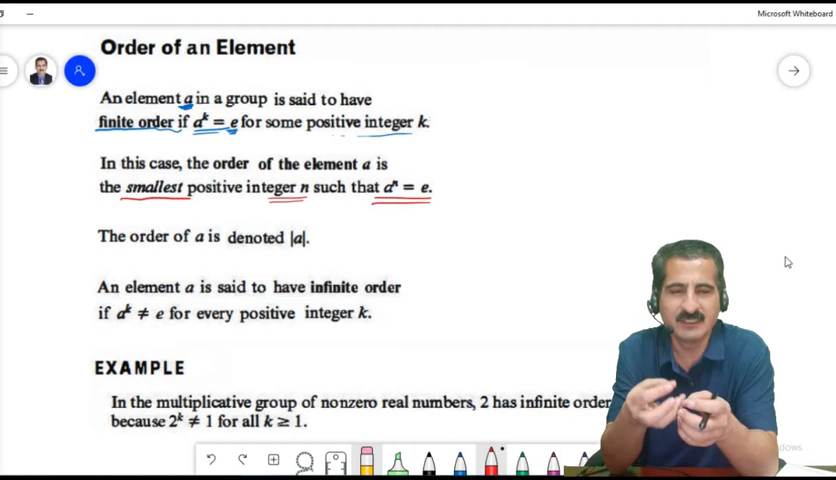 Microsoft Whiteboard
Order of an Element
An element a in a group is said to have
finite order if aᵏ = e for some positive integer k.
In this case, the order of the element a is
the smallest positive integer n such that aⁿ = e.
The order of a is denoted |a|.
An element a is said to have infinite order
if aᵏ ≠ e for every positive integer k.
EXAMPLE
In the multiplicative group of nonzero real numbers, 2 has infinite order
because 2ᵏ ≠ 1 for all k ≥ 1.